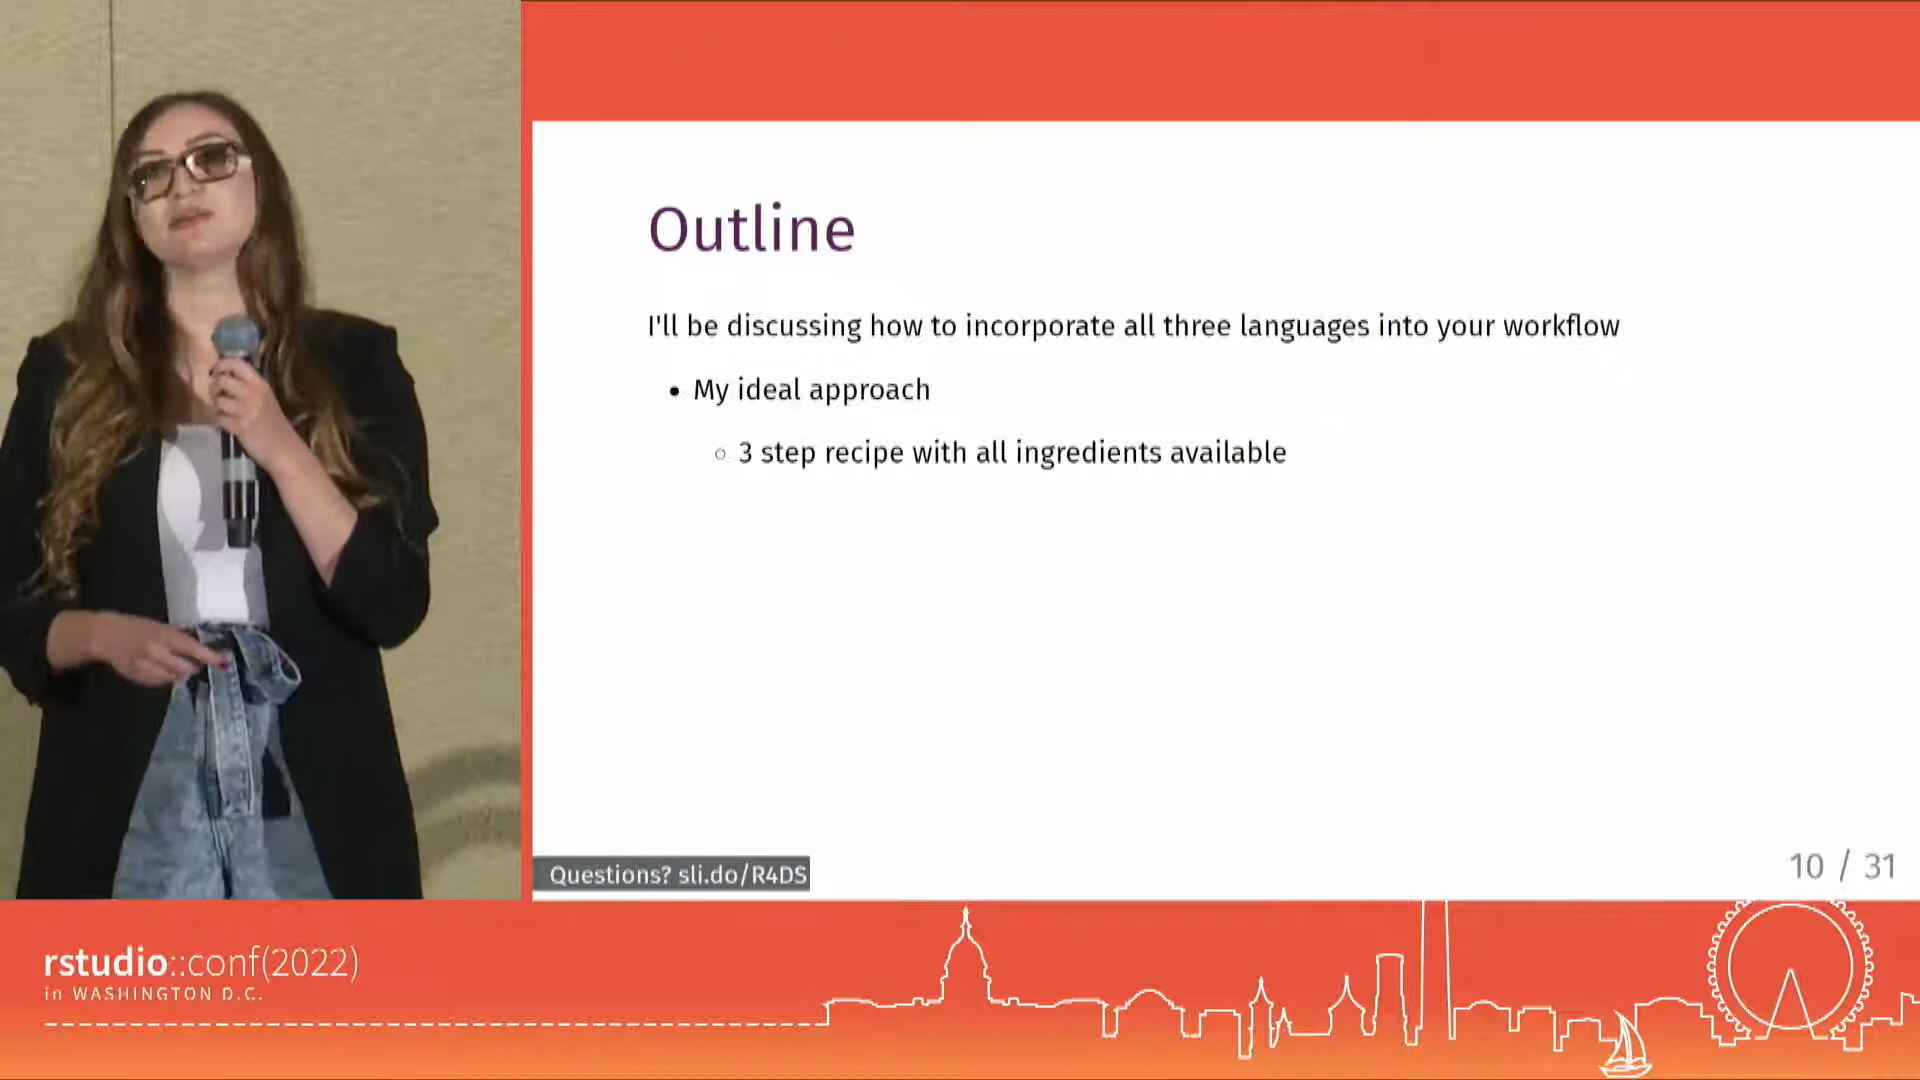 Outline
I'll be discussing how to incorporate all three languages into your workflow
• My ideal approach
○ 3 step recipe with all ingredients available
Questions? sli.do/R4DS
10 / 31
rstudio::conf(2022)
in WASHINGTON D.C.